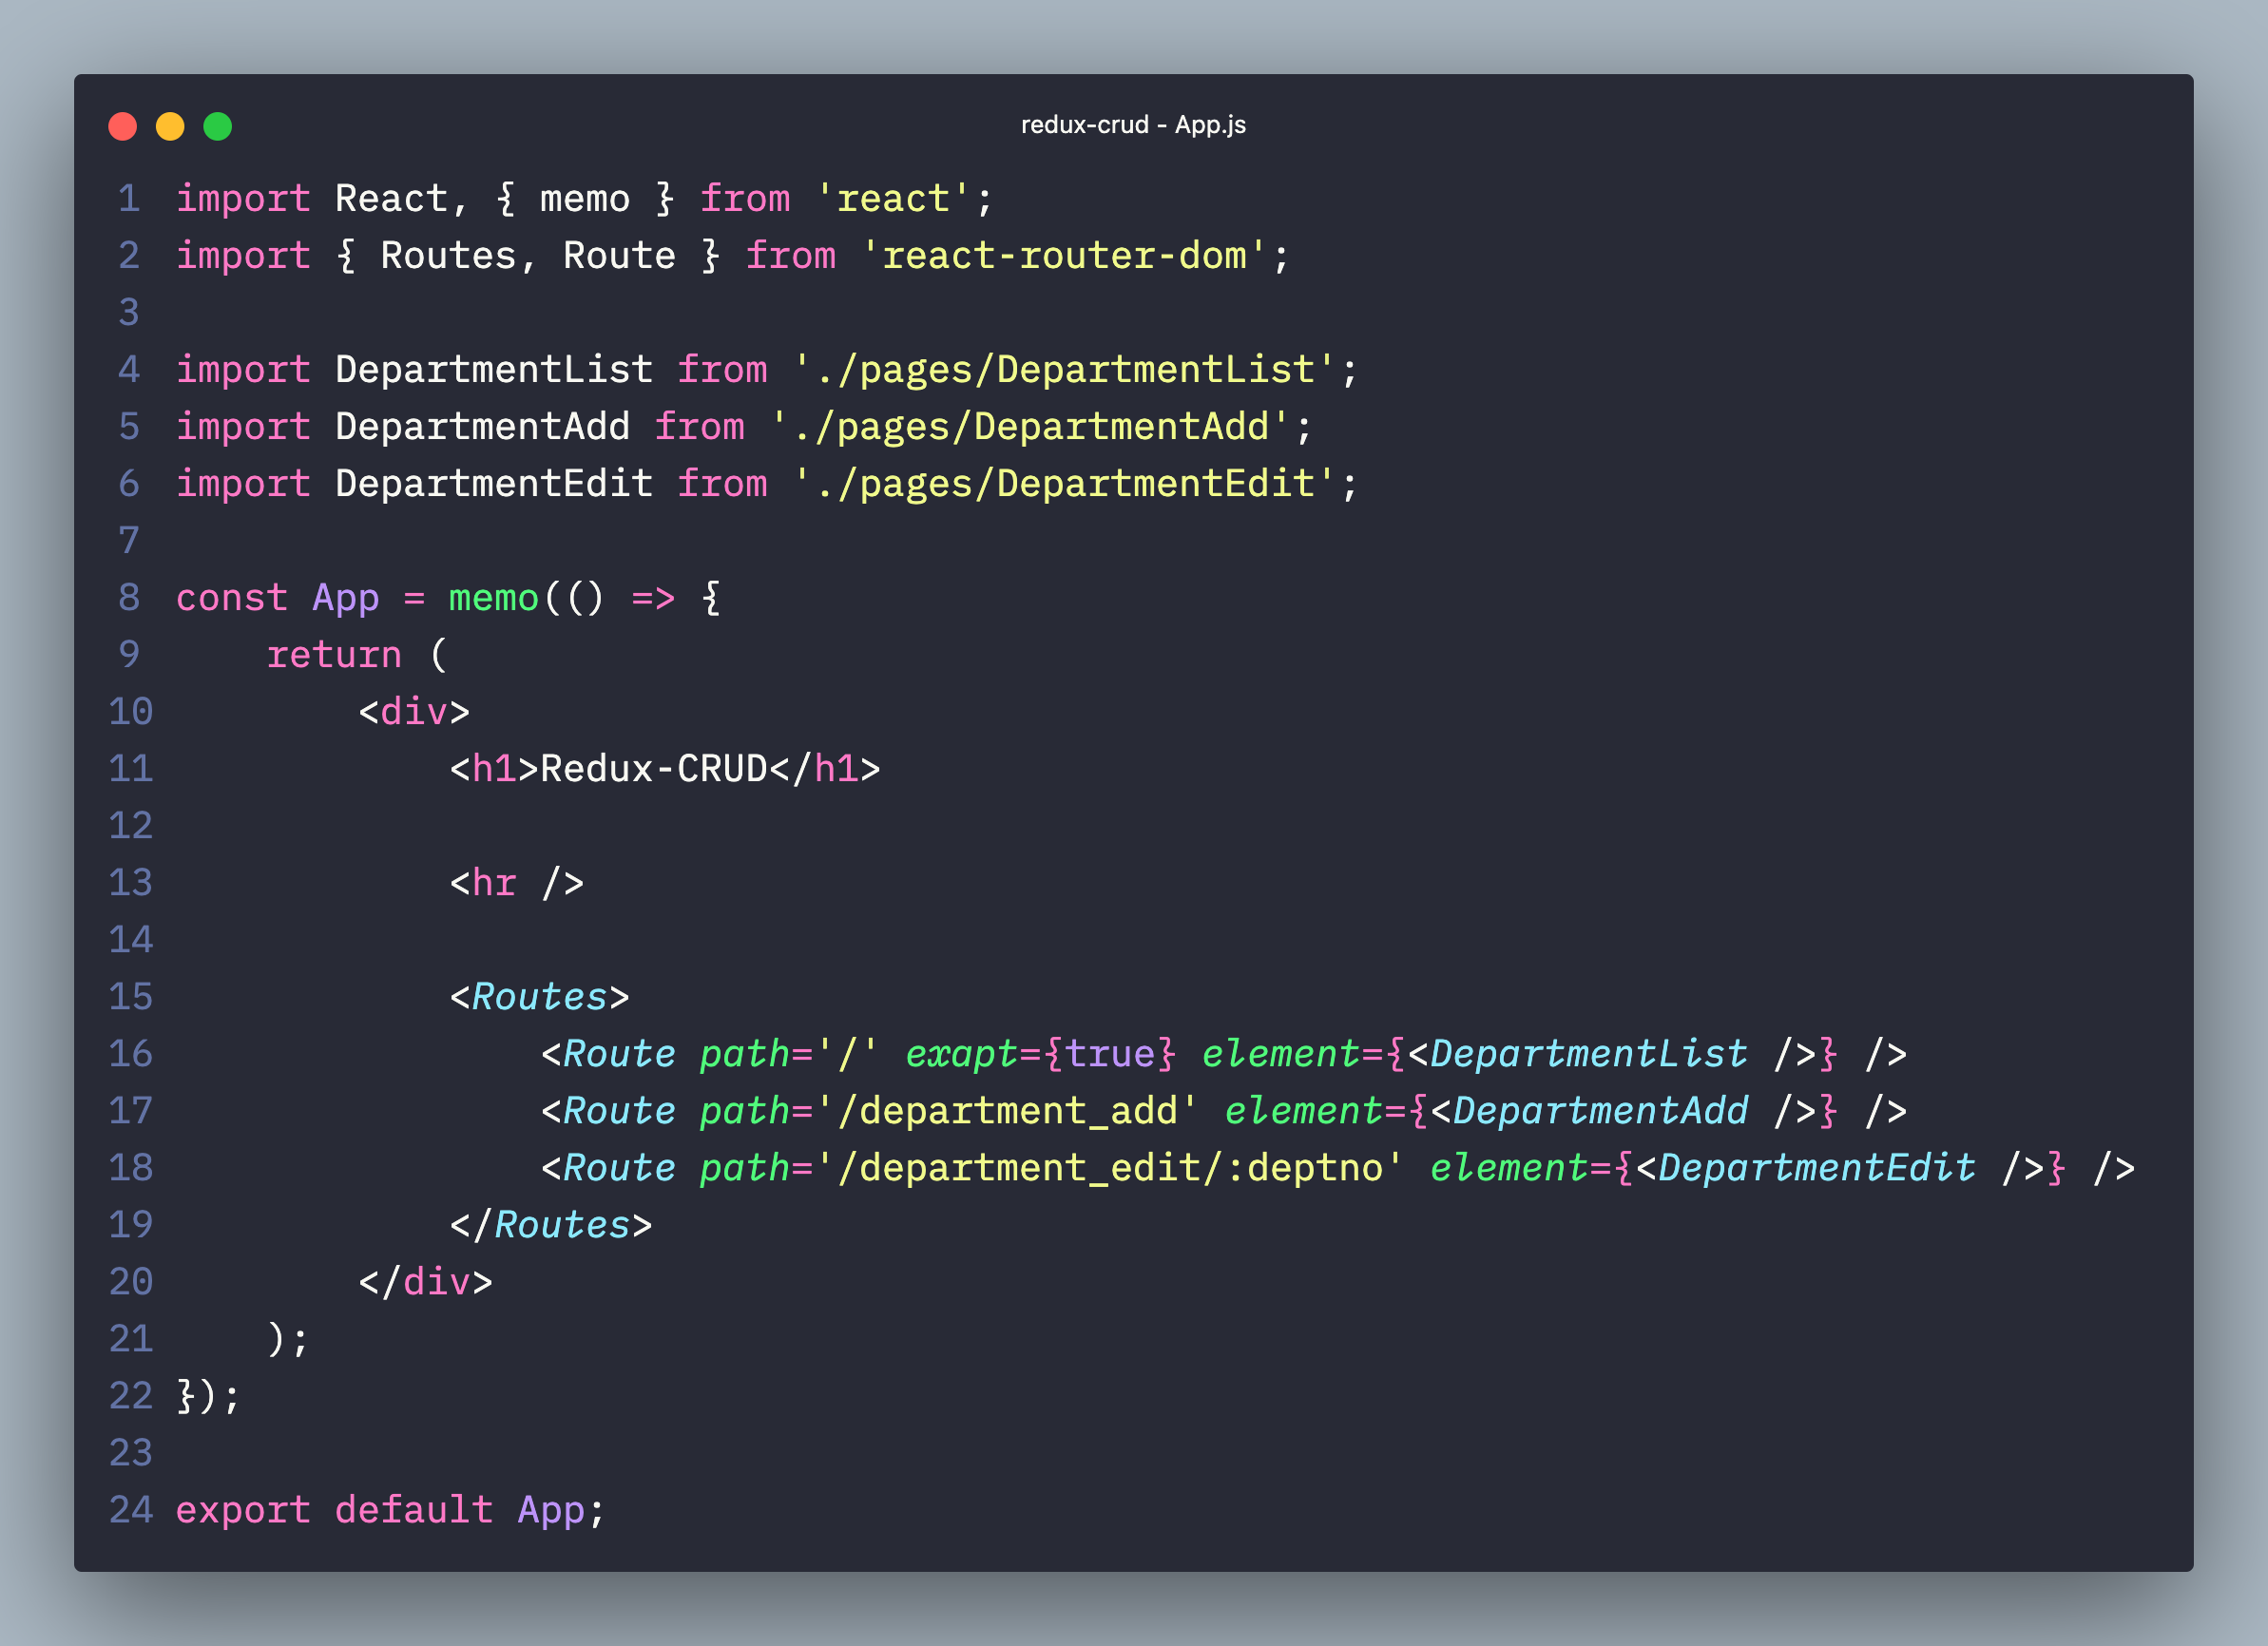 redux-crud - App.js
1 import React, { memo } from 'react';
2 import { Routes, Route } from 'react-router-dom';
3
4 import DepartmentList from './pages/DepartmentList';
5 import DepartmentAdd from './pages/DepartmentAdd';
6 import DepartmentEdit from './pages/DepartmentEdit';
7
8 const App = memo(() => {
9     return (
10         <div>
11             <h1>Redux-CRUD</h1>
12
13             <hr />
14
15             <Routes>
16                 <Route path='/' exapt={true} element={<DepartmentList />} />
17                 <Route path='/department_add' element={<DepartmentAdd />} />
18                 <Route path='/department_edit/:deptno' element={<DepartmentEdit />} />
19             </Routes>
20         </div>
21     );
22 });
23
24 export default App;